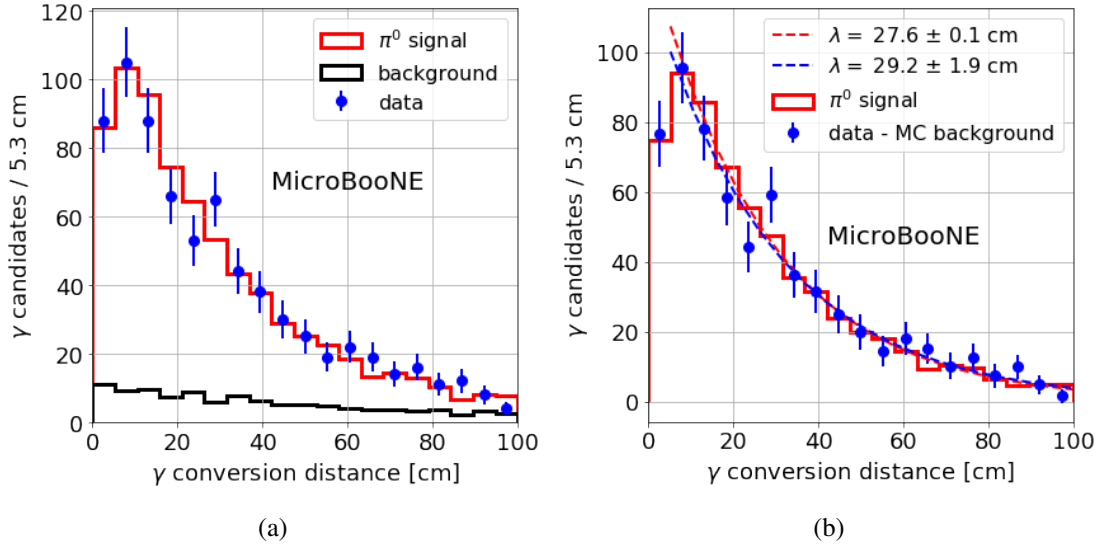 120
100
80
60
40
20
0
γ candidates / 5.3 cm
π⁰ signal
background
data
MicroBooNE
0 20 40 60 80 100
γ conversion distance [cm]
(a)
100
80
60
40
20
0
γ candidates / 5.3 cm
λ = 27.6 ± 0.1 cm
λ = 29.2 ± 1.9 cm
π⁰ signal
data - MC background
MicroBooNE
0 20 40 60 80 100
γ conversion distance [cm]
(b)